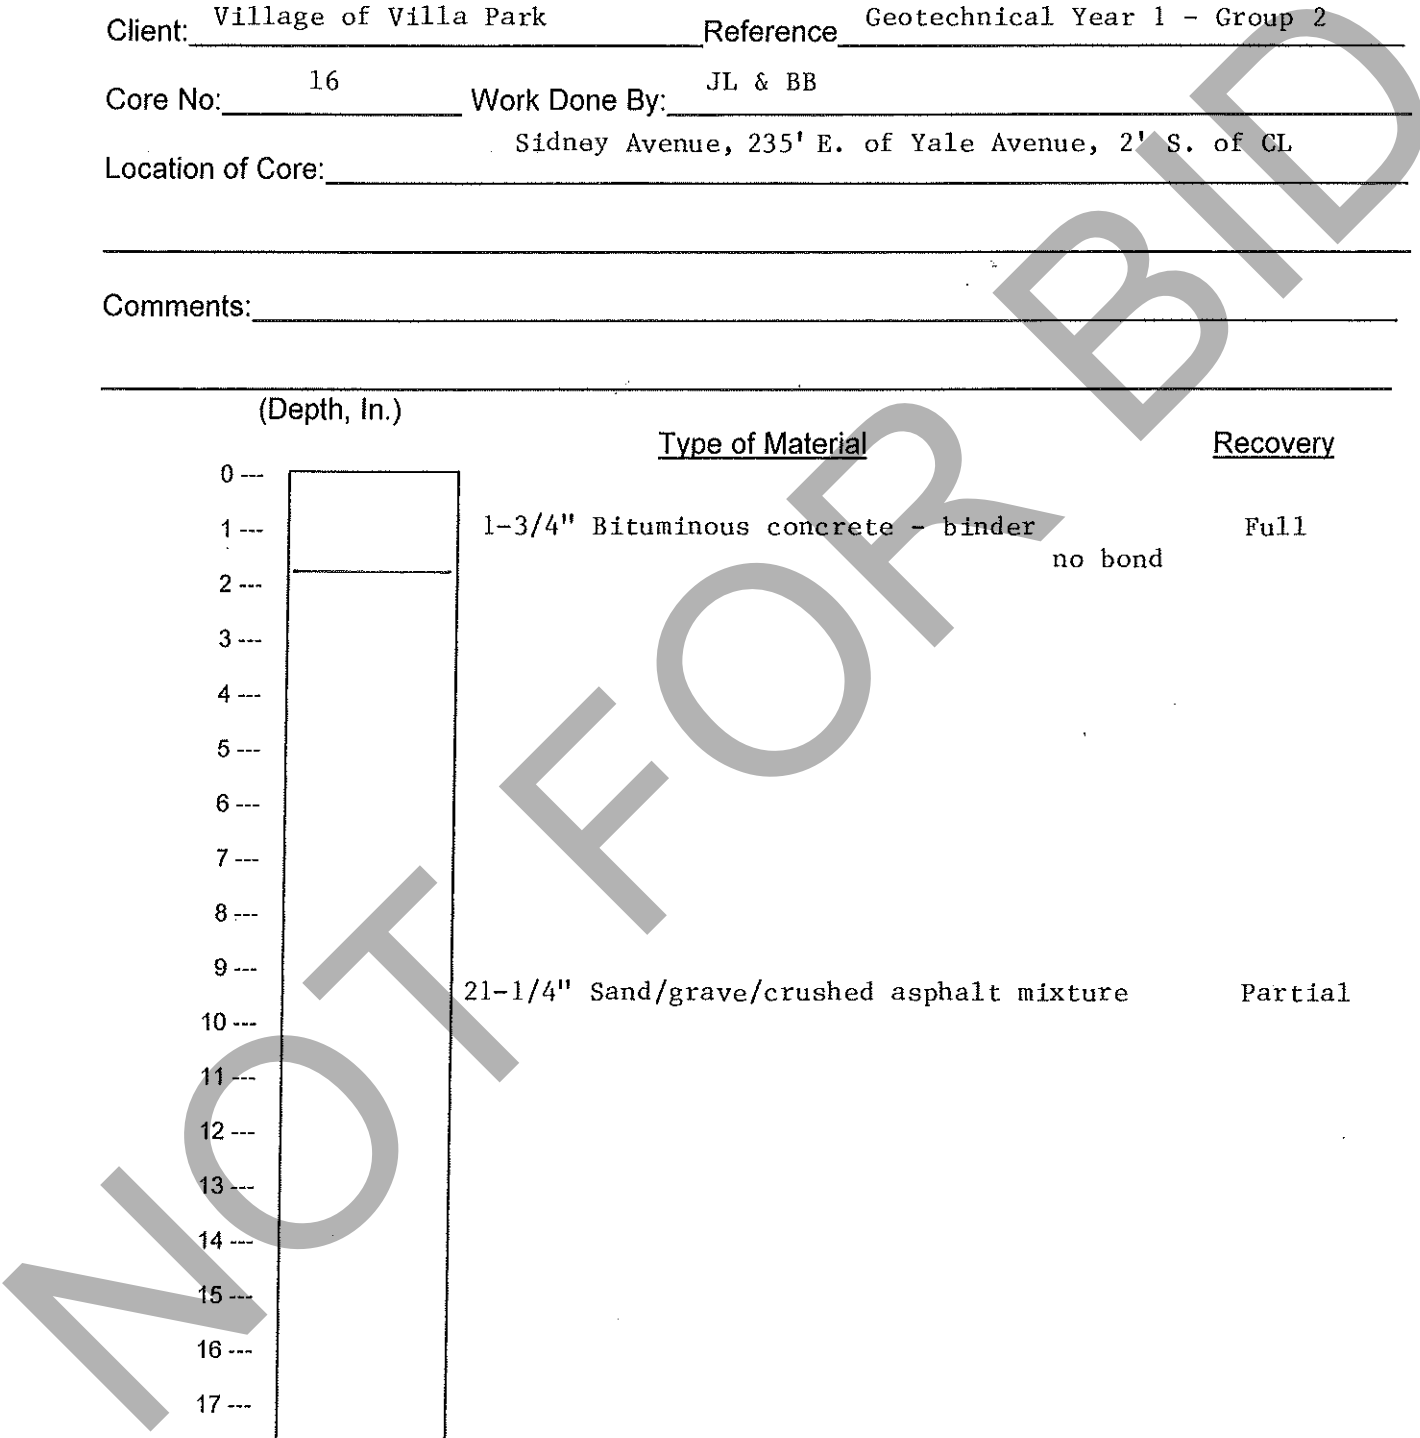 Client: Village of Villa Park Reference Geotechnical Year 1 - Group 2
Core No: 16 Work Done By: JL & BB
Location of Core: Sidney Avenue, 235' E. of Yale Avenue, 2' S. of CL
Comments:
(Depth, In.)
Type of Material Recovery
0 ---
1 --- 1-3/4" Bituminous concrete - binder Full
no bond
2 ---
3 ---
4 ---
5 ---
6 ---
7 ---
8 ---
9 ---
21-1/4" Sand/grave/crushed asphalt mixture Partial
10 ---
11 ---
12 ---
13 ---
14 ---
15 ---
16 ---
17 ---
NOT FOR BID